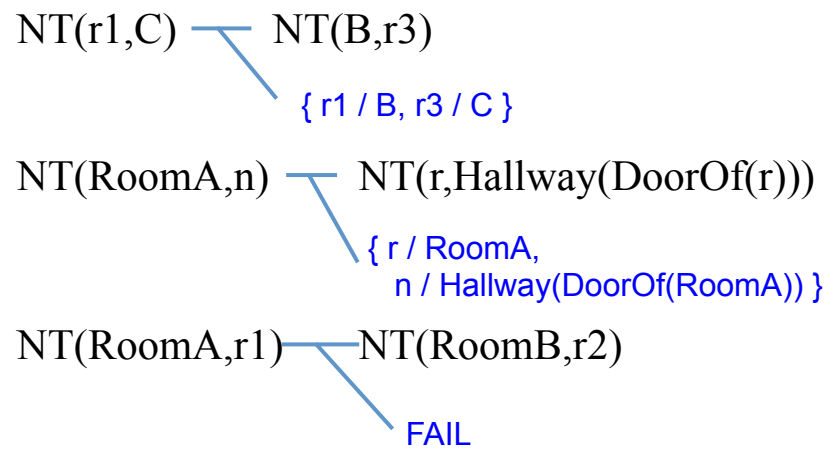 NT(r1,C) NT(B,r3)
{ r1 / B, r3 / C }
NT(RoomA,n) NT(r,Hallway(DoorOf(r)))
{ r / RoomA,
n / Hallway(DoorOf(RoomA)) }
NT(RoomA,r1) NT(RoomB,r2)
FAIL